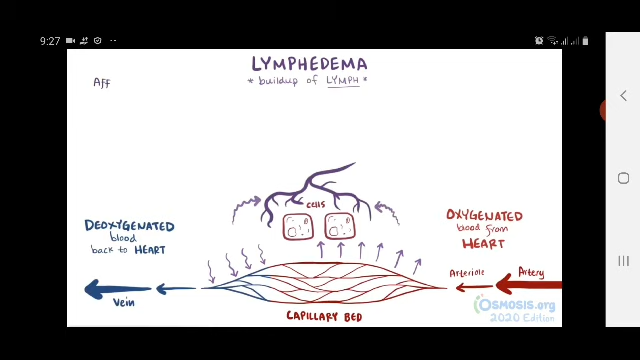 9:27
LYMPHEDEMA
* buildup of LYMPH *
Aff
CELLS
DEOXYGENATED
blood
back to HEART
OXYGENATED
blood from
HEART
Arteriole
Artery
Vein
CAPILLARY BED
OSMOSIS.org
2020 Edition